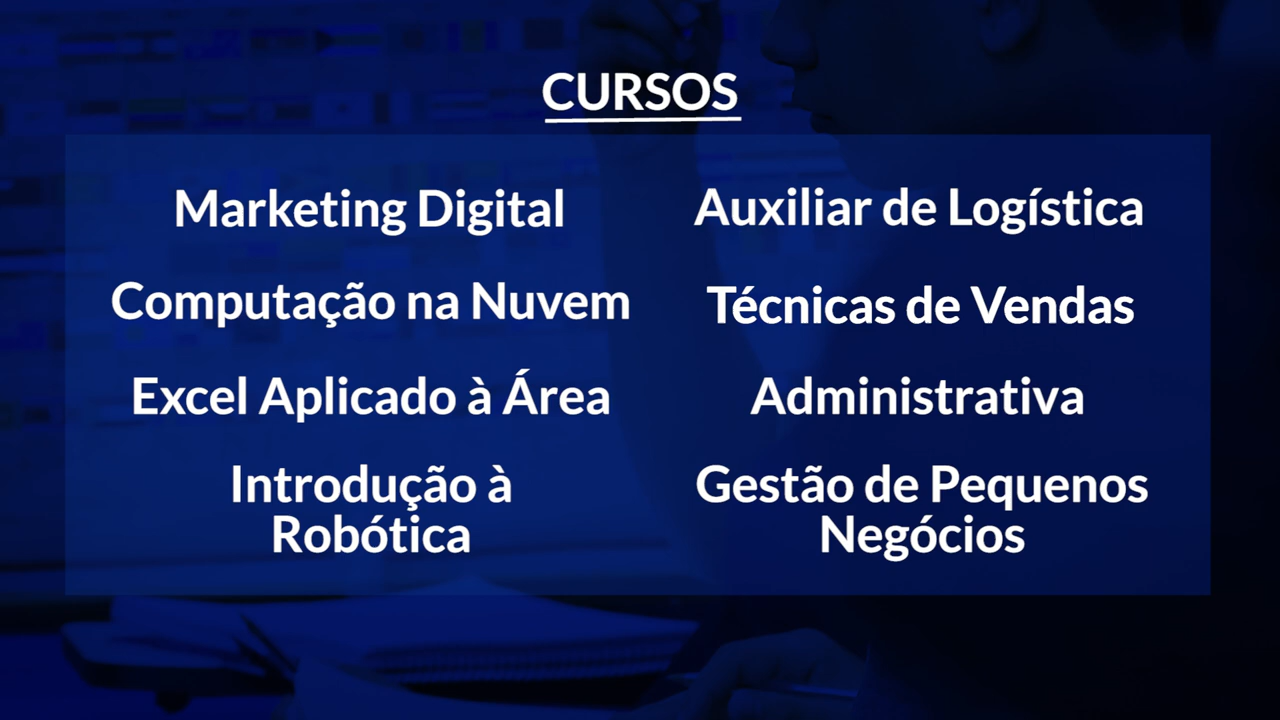 CURSOS
Marketing Digital
Auxiliar de Logística
Computação na Nuvem
Técnicas de Vendas
Excel Aplicado à Área
Administrativa
Introdução à
Robótica
Gestão de Pequenos
Negócios